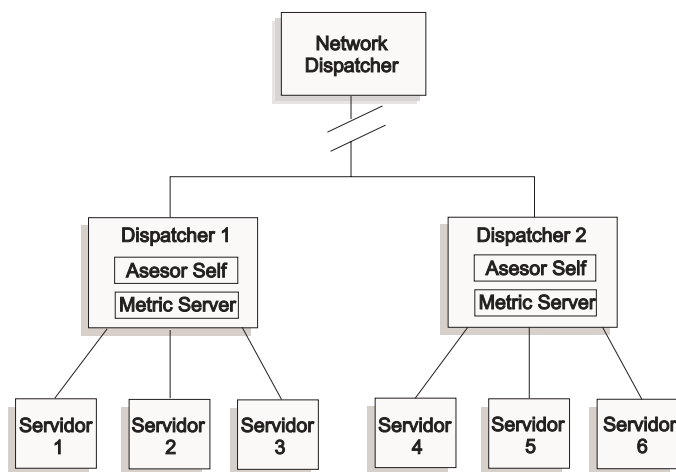 Network
Dispatcher
Dispatcher 1
Asesor Self
Metric Server
Dispatcher 2
Asesor Self
Metric Server
Servidor
1
Servidor
2
Servidor
3
Servidor
4
Servidor
5
Servidor
6